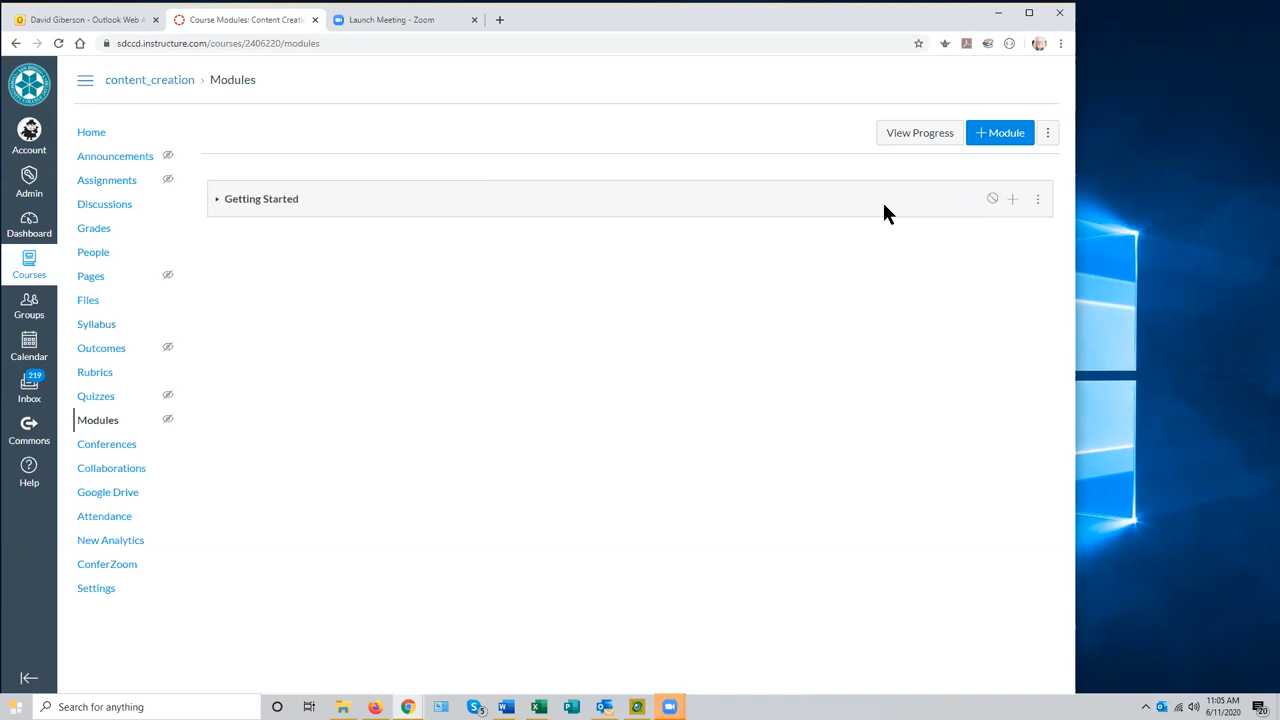 David Giberson - Outlook Web A
Course Modules: Content Creatic
Launch Meeting - Zoom
sdccd.instructure.com/courses/2406220/modules
content_creation › Modules
Account
Admin
Dashboard
Courses
Groups
Calendar
219
Inbox
Commons
Help
Home
Announcements
Assignments
Discussions
Grades
People
Pages
Files
Syllabus
Outcomes
Rubrics
Quizzes
Modules
Conferences
Collaborations
Google Drive
Attendance
New Analytics
ConferZoom
Settings
View Progress
+ Module
Getting Started
Search for anything
5
11:05 AM
6/11/2020
20